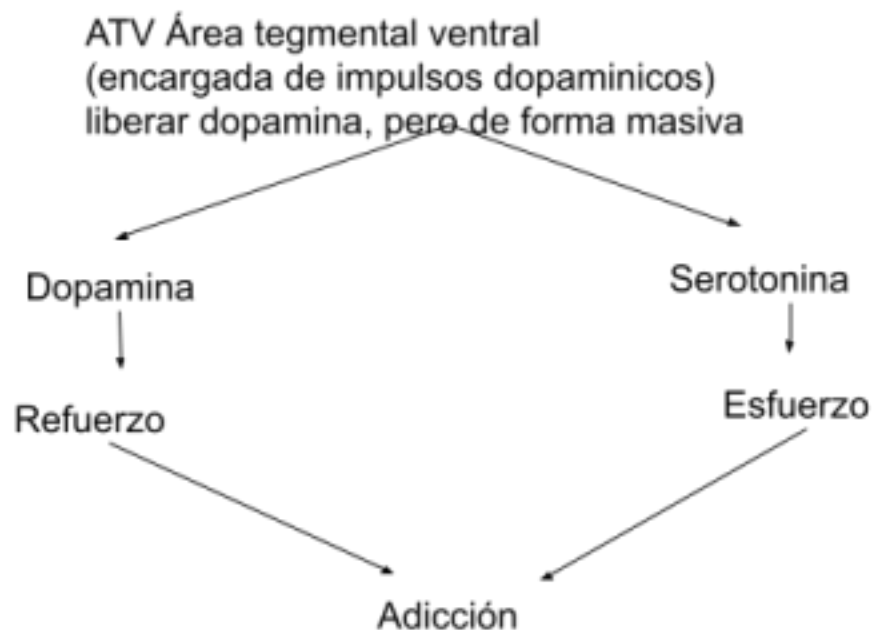 ATV Área tegmental ventral
(encargada de impulsos dopaminicos)
liberar dopamina, pero de forma masiva
Dopamina
Serotonina
Refuerzo
Esfuerzo
Adicción